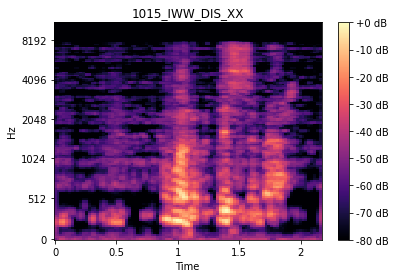 1015_IWW_DIS_XX
+0 dB
8192
-10 dB
4096
-20 dB
-30 dB
2048
Hz
-40 dB
1024
-50 dB
512
-60 dB
-70 dB
0
-80 dB
0
0.5
1
1.5
2
Time